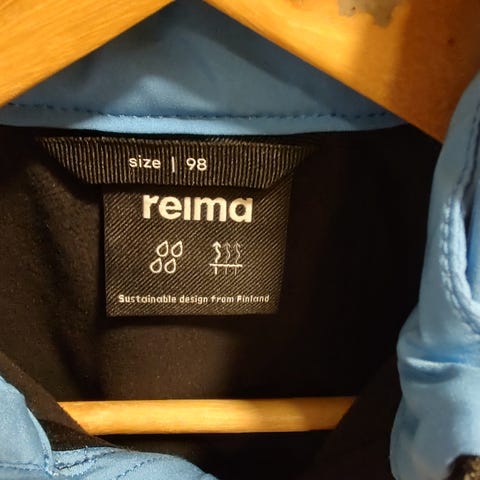 size | 98
reima
Sustainable design from Finland